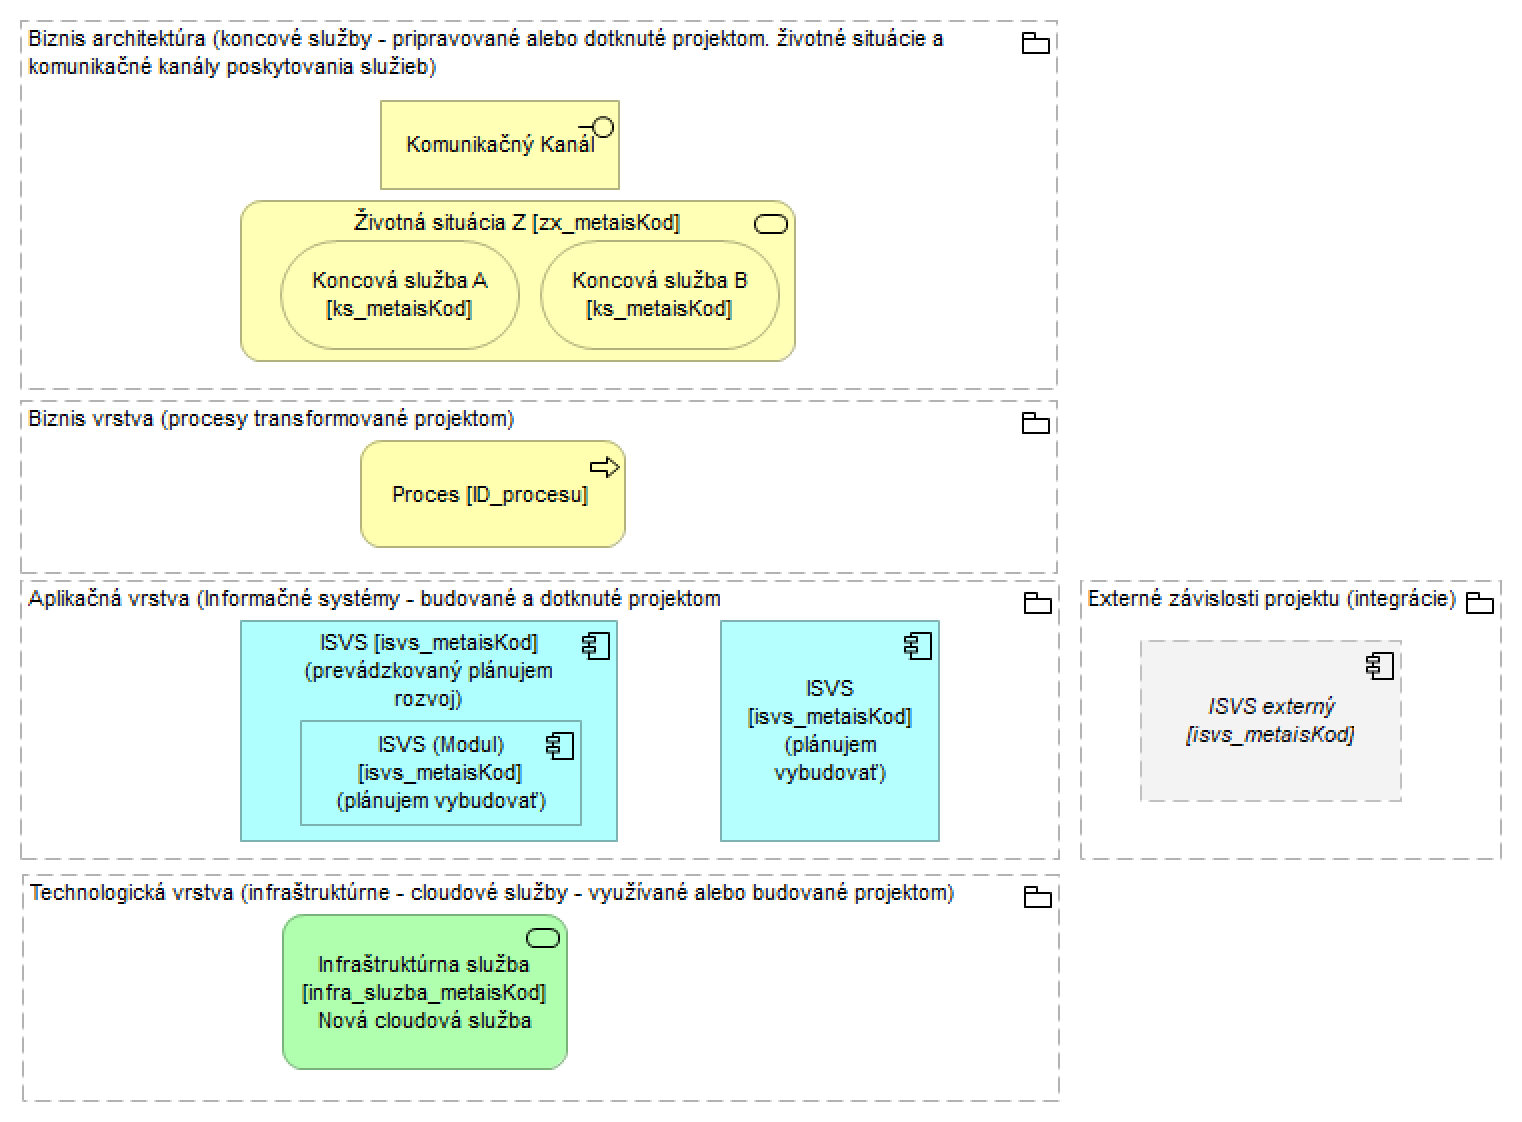 Biznis architektúra (koncové služby - pripravované alebo dotknuté projektom. životné situácie a
komunikačné kanály poskytovania služieb)
Komunikačný Kanál
Životná situácia Z [zx_metaisKod]
Koncová služba A
[ks_metaisKod]
Koncová služba B
[ks_metaisKod]
Biznis vrstva (procesy transformované projektom)
Proces [ID_procesu]
Aplikačná vrstva (Informačné systémy - budované a dotknuté projektom
ISVS [isvs_metaisKod]
(prevádzkovaný plánujem
rozvoj)
ISVS (Modul)
[isvs_metaisKod]
(plánujem vybudovať)
ISVS
[isvs_metaisKod]
(plánujem
vybudovať)
Externé závislosti projektu (integrácie)
ISVS externý
[isvs_metaisKod]
Technologická vrstva (infraštruktúrne - cloudové služby - využívané alebo budované projektom)
Infraštruktúrna služba
[infra_sluzba_metaisKod]
Nová cloudová služba